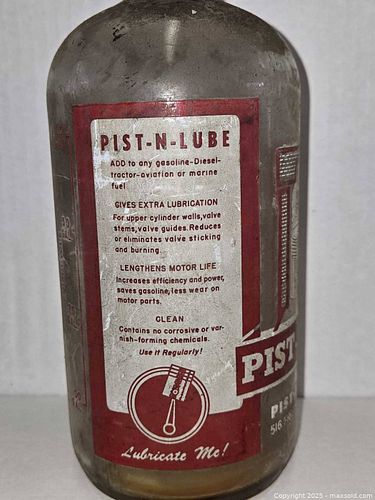 PIST-N-LUBE
ADD to any gasoline-Diesel-
tractor-aviation or marine
fuel
GIVES EXTRA LUBRICATION
For upper cylinder walls,valve
stems,valve guides. Reduces
or eliminates valve sticking
and burning.
LENGTHENS MOTOR LIFE
Increases efficiency and power,
saves gasoline, less wear on
motor parts.
CLEAN
Contains no corrosive or var-
nish-forming chemicals.
Use it Regularly!
Lubricate Me!
PIST-
PIST
516
Copyright 2025 - maxsold.com